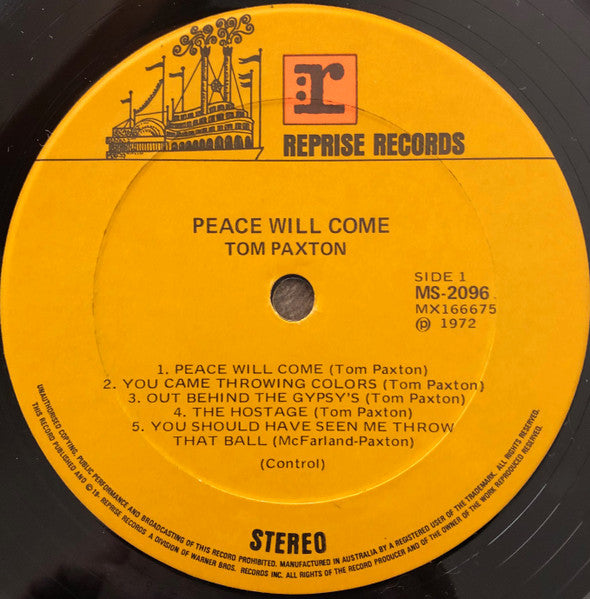 r
REPRISE RECORDS
PEACE WILL COME
TOM PAXTON
SIDE 1
MS-2096
MX166675
℗ 1972
1. PEACE WILL COME (Tom Paxton)
2. YOU CAME THROWING COLORS (Tom Paxton)
3. OUT BEHIND THE GYPSY'S (Tom Paxton)
4. THE HOSTAGE (Tom Paxton)
5. YOU SHOULD HAVE SEEN ME THROW
THAT BALL (McFarland-Paxton)
(Control)
STEREO
UNAUTHORISED COPYING, PUBLIC PERFORMANCE AND BROADCASTING OF THIS RECORD PROHIBITED. MANUFACTURED IN AUSTRALIA BY A REGISTERED USER OF THE TRADEMARK. ALL RIGHTS RESERVED.
THIS RECORD PUBLISHED AND © 19- REPRISE RECORDS A DIVISION OF WARNER BROS. RECORDS INC. ALL RIGHTS OF THE RECORD PRODUCER AND OF THE OWNER OF THE WORK REPRODUCED RESERVED.